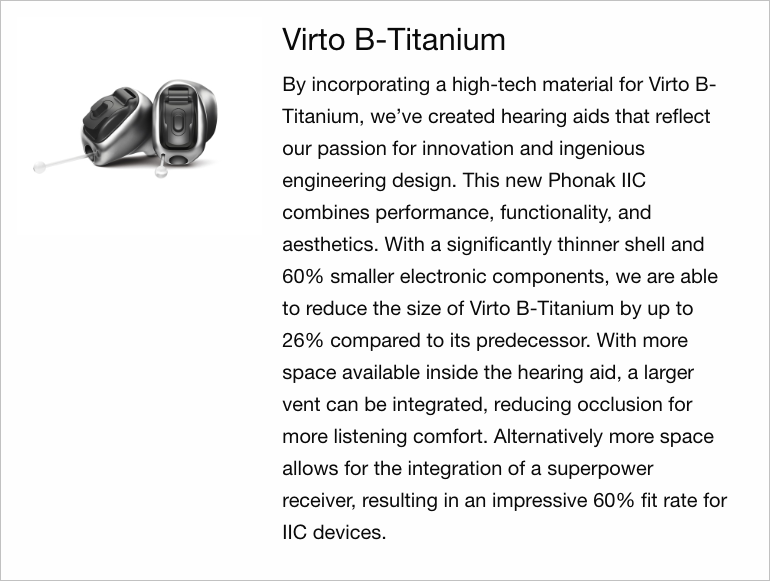 Virto B-Titanium
By incorporating a high-tech material for Virto B-
Titanium, we’ve created hearing aids that reflect
our passion for innovation and ingenious
engineering design. This new Phonak IIC
combines performance, functionality, and
aesthetics. With a significantly thinner shell and
60% smaller electronic components, we are able
to reduce the size of Virto B-Titanium by up to
26% compared to its predecessor. With more
space available inside the hearing aid, a larger
vent can be integrated, reducing occlusion for
more listening comfort. Alternatively more space
allows for the integration of a superpower
receiver, resulting in an impressive 60% fit rate for
IIC devices.